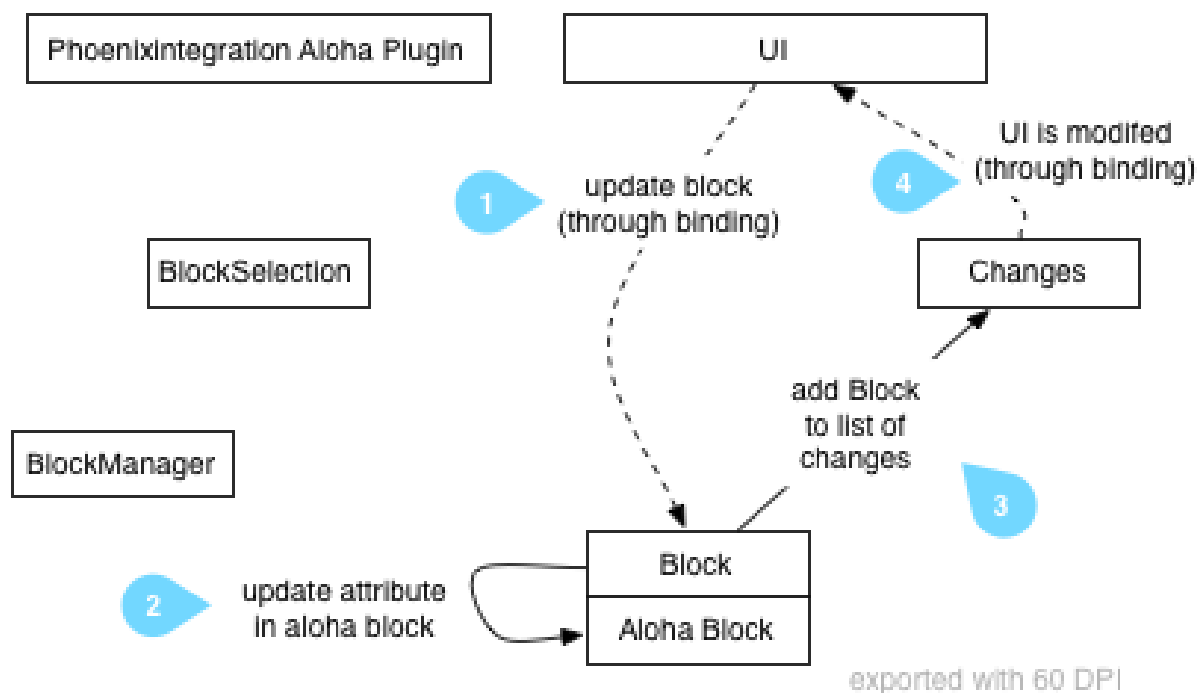 Phoenixintegration Aloha Plugin
UI
UI is modifed
(through binding)
4
1
update block
(through binding)
BlockSelection
Changes
add Block
to list of
changes
BlockManager
3
Block
2
update attribute
in aloha block
Aloha Block
exported with 60 DPI